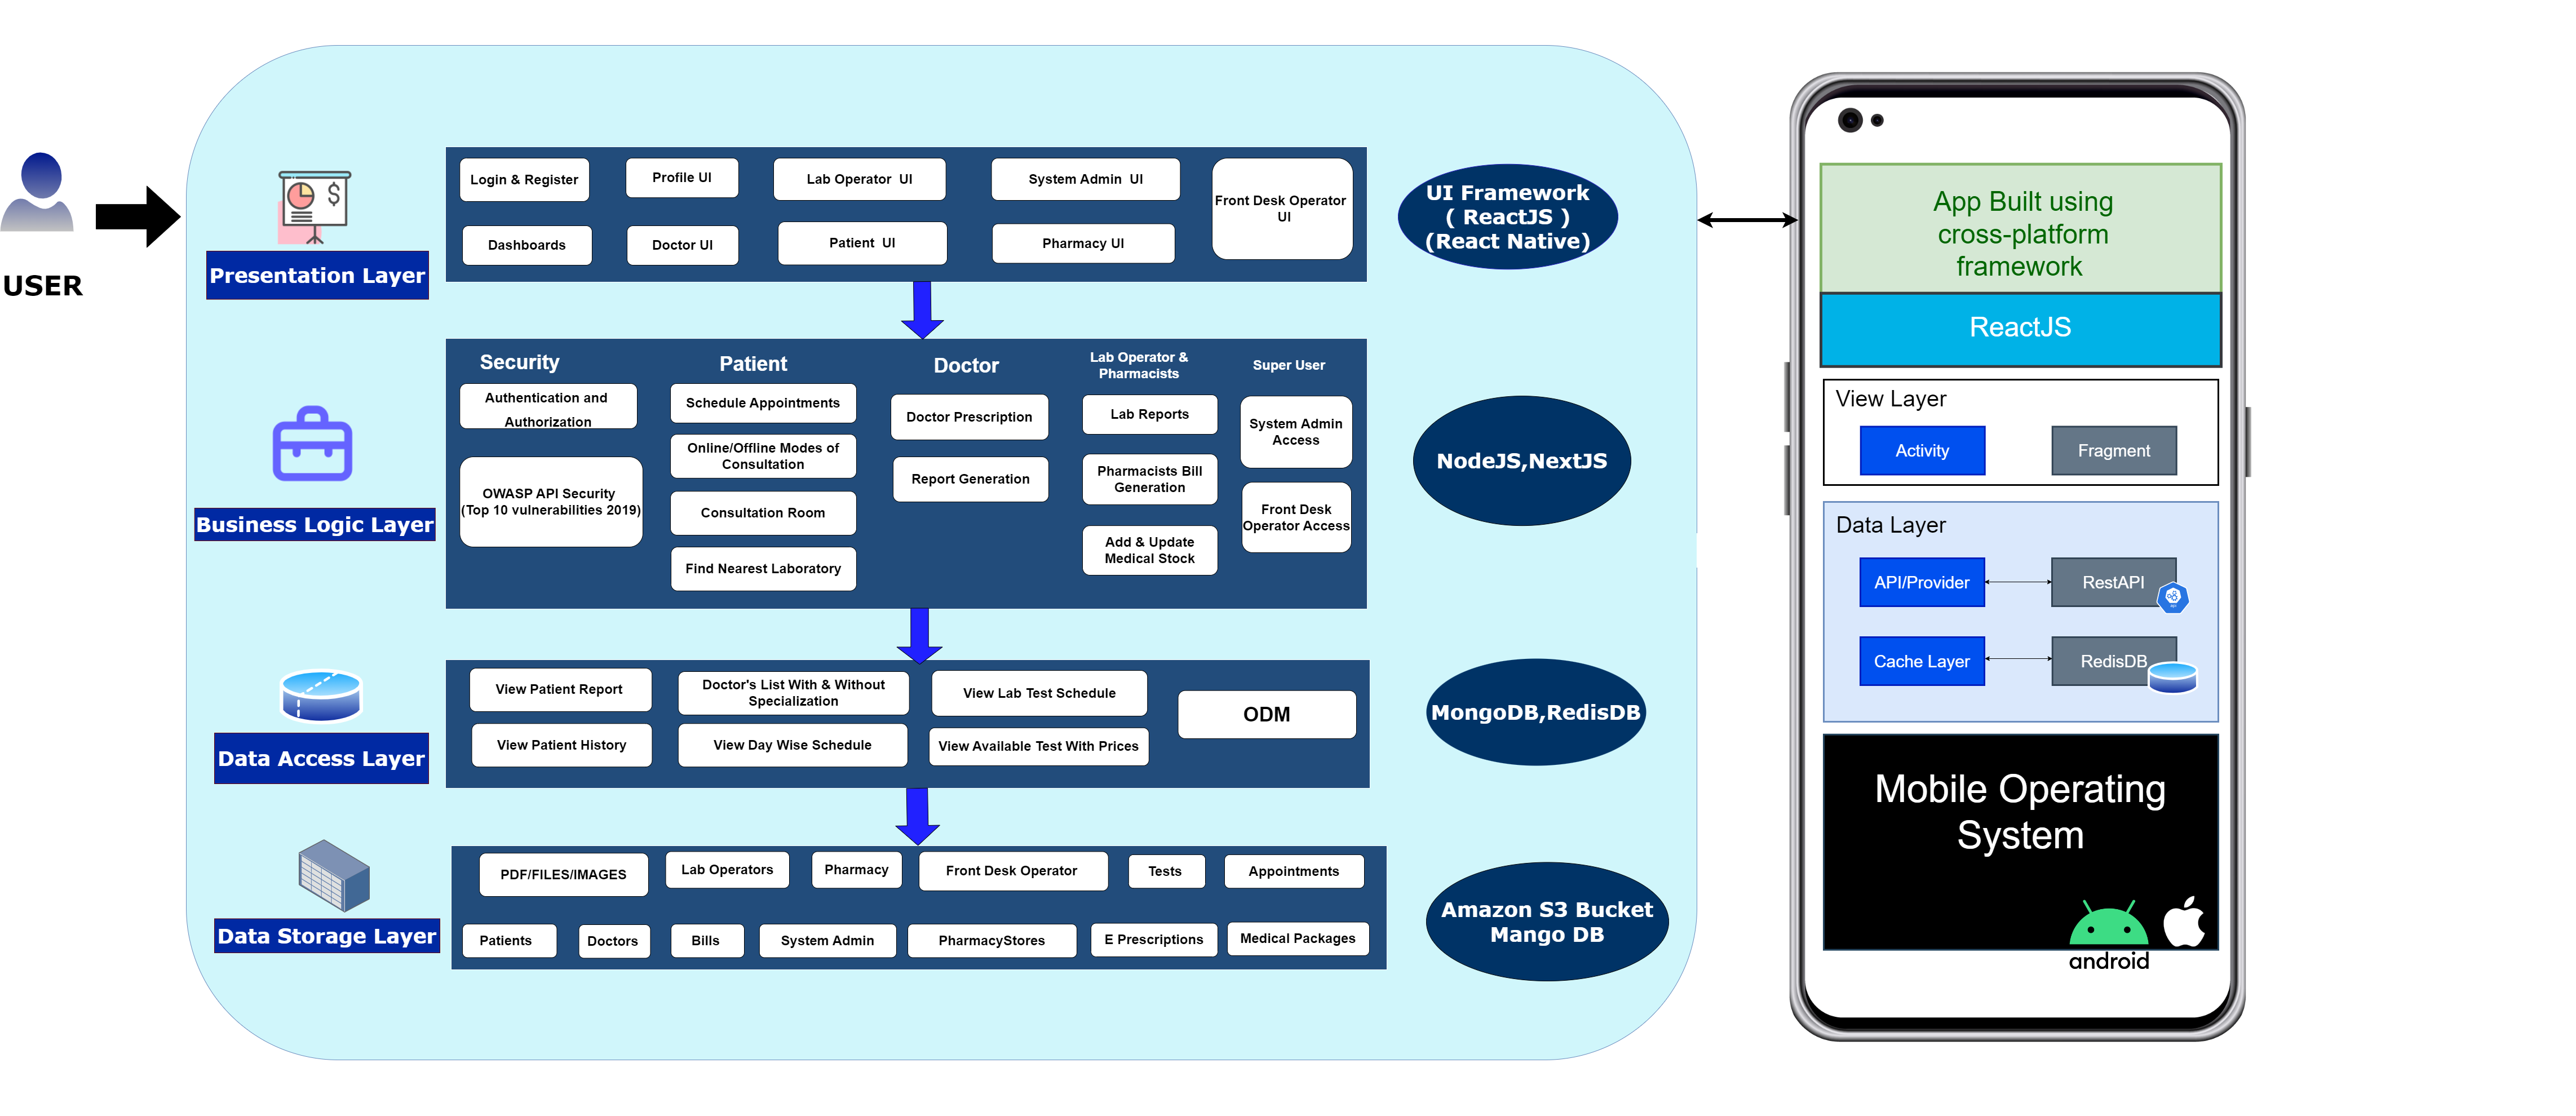 USER
Presentation Layer
Login & Register
Profile UI
Lab Operator  UI
System Admin  UI
Front Desk Operator
UI
Dashboards
Doctor UI
Patient  UI
Pharmacy UI
UI Framework
( ReactJS )
(React Native)
Business Logic Layer
Security
Authentication and
Authorization
OWASP API Security
(Top 10 vulnerabilities 2019)
Patient
Schedule Appointments
Online/Offline Modes of
Consultation
Consultation Room
Find Nearest Laboratory
Doctor
Doctor Prescription
Report Generation
Lab Operator &
Pharmacists
Lab Reports
Pharmacists Bill
Generation
Add & Update
Medical Stock
Super User
System Admin
Access
Front Desk
Operator Access
NodeJS,NextJS
Data Access Layer
View Patient Report
Doctor's List With & Without
Specialization
View Lab Test Schedule
ODM
View Patient History
View Day Wise Schedule
View Available Test With Prices
MongoDB,RedisDB
Data Storage Layer
PDF/FILES/IMAGES
Lab Operators
Pharmacy
Front Desk Operator
Tests
Appointments
Patients
Doctors
Bills
System Admin
PharmacyStores
E Prescriptions
Medical Packages
Amazon S3 Bucket
Mango DB
App Built using
cross-platform
framework
ReactJS
View Layer
Activity
Fragment
Data Layer
API/Provider
RestAPI
Cache Layer
RedisDB
Mobile Operating
System
android